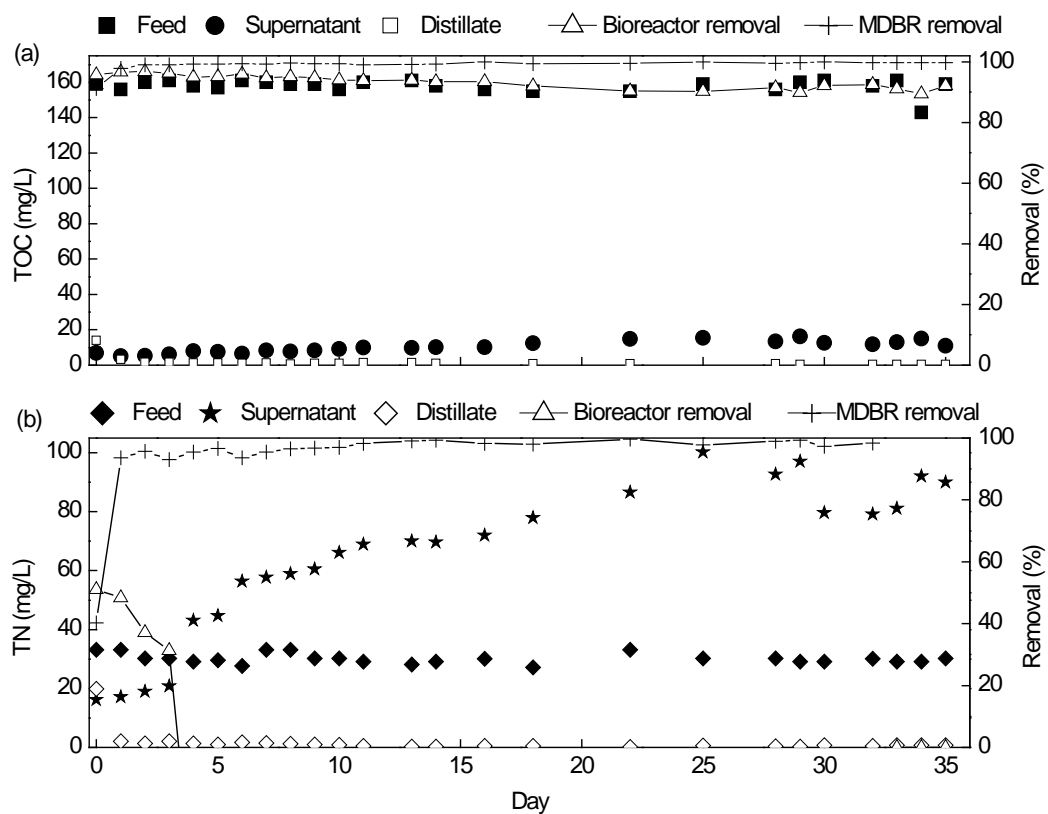 Feed Supernatant Distillate Bioreactor removal MDBR removal
(a)
160 100
140
120 80
100 60
80
60 40
40 20
20
0 0
TOC (mg/L)
Removal (%)
(b) Feed Supernatant Distillate Bioreactor removal MDBR removal
100 100
80 80
60 60
40 40
20 20
0 0
TN (mg/L)
Removal (%)
0 5 10 15 20 25 30 35
Day